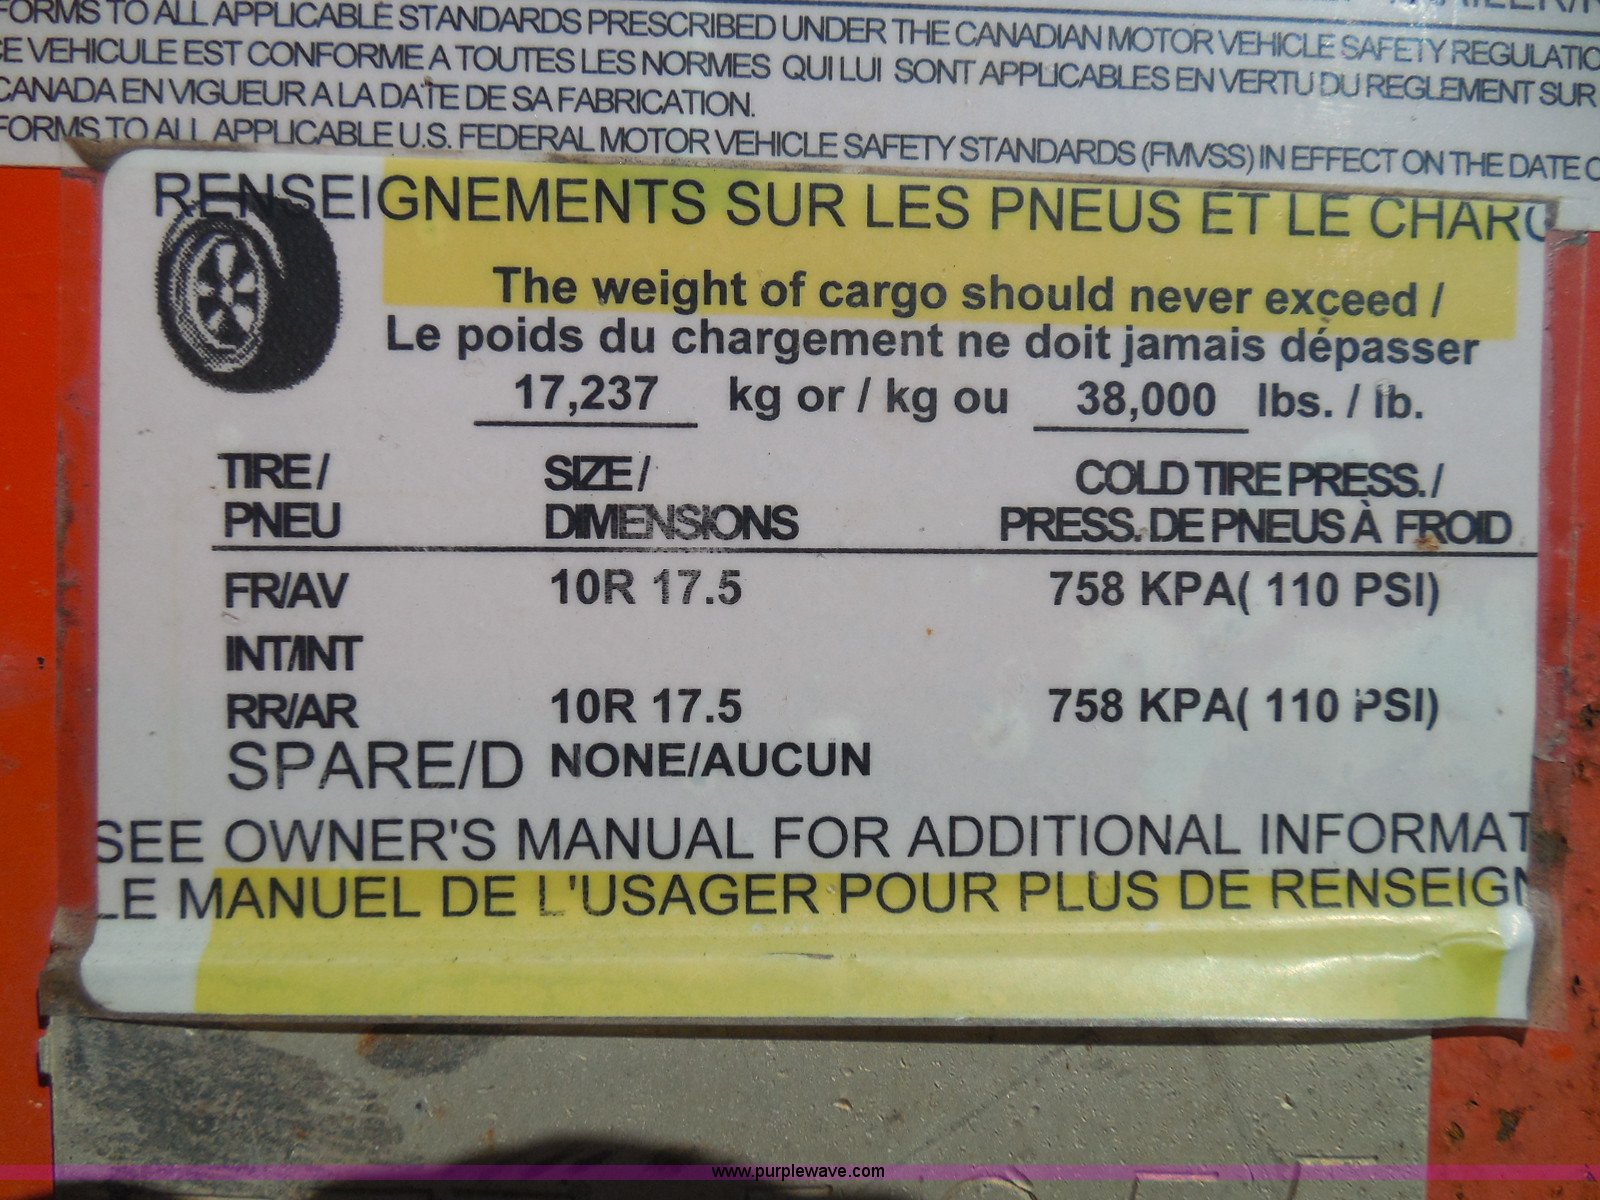 FORMS TO ALL APPLICABLE STANDARDS PRESCRIBED UNDER THE CANADIAN MOTOR VEHICLE SAFETY REGULATIO
CE VEHICULE EST CONFORME A TOUTES LES NORMES QUI LUI SONT APPLICABLES EN VERTU DU REGLEMENT SUR
CANADA EN VIGUEUR A LA DATE DE SA FABRICATION.
FORMS TO ALL APPLICABLE U.S. FEDERAL MOTOR VEHICLE SAFETY STANDARDS (FMVSS) IN EFFECT ON THE DATE O
RENSEIGNEMENTS SUR LES PNEUS ET LE CHARG
The weight of cargo should never exceed /
Le poids du chargement ne doit jamais dépasser
17,237 kg or / kg ou 38,000 lbs. / lb.
TIRE / SIZE / COLD TIRE PRESS. /
PNEU DIMENSIONS PRESS. DE PNEUS À FROID
FR/AV 10R 17.5 758 KPA( 110 PSI)
INT/INT
RR/AR 10R 17.5 758 KPA( 110 PSI)
SPARE/D NONE/AUCUN
SEE OWNER'S MANUAL FOR ADDITIONAL INFORMAT
LE MANUEL DE L'USAGER POUR PLUS DE RENSEIGN
www.purplewave.com